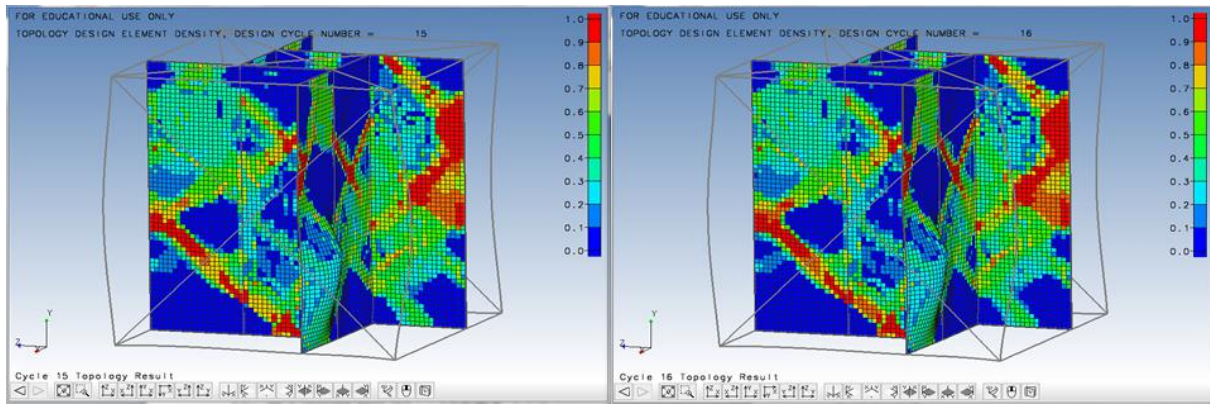 FOR EDUCATIONAL USE ONLY
TOPOLOGY DESIGN ELEMENT DENSITY, DESIGN CYCLE NUMBER = 15
1.0
0.9
0.8
0.7
0.6
0.5
0.4
0.3
0.2
0.1
0.0
Y
Z
Cycle 15 Topology Result
FOR EDUCATIONAL USE ONLY
TOPOLOGY DESIGN ELEMENT DENSITY, DESIGN CYCLE NUMBER = 16
1.0
0.9
0.8
0.7
0.6
0.5
0.4
0.3
0.2
0.1
0.0
Y
Z
Cycle 16 Topology Result